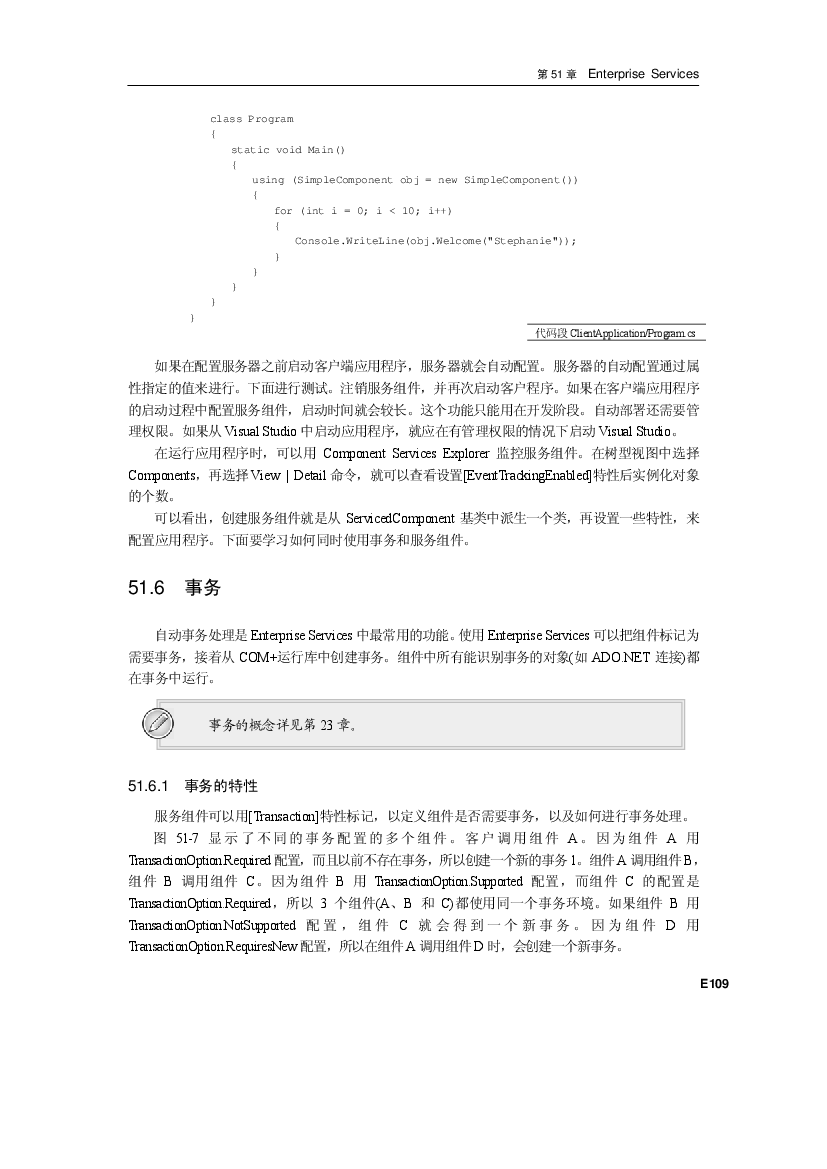 第 51 章 Enterprise Services
class Program
{
static void Main()
{
using (SimpleComponent obj = new SimpleComponent())
{
for (int i = 0; i < 10; i++)
{
Console.WriteLine(obj.Welcome("Stephanie"));
}
}
}
}
}
代码段 ClientApplication/Program.cs
如果在配置服务器之前启动客户端应用程序，服务器就会自动配置。服务器的自动配置通过属
性指定的值来进行。下面进行测试。注销服务组件，并再次启动客户程序。如果在客户端应用程序
的启动过程中配置服务组件，启动时间就会较长。这个功能只能用在开发阶段。自动部署还需要管
理权限。如果从 Visual Studio 中启动应用程序，就应在有管理权限的情况下启动 Visual Studio。
在运行应用程序时，可以用 Component Services Explorer 监控服务组件。在树型视图中选择
Components，再选择 View | Detail 命令，就可以查看设置[EventTrackingEnabled]特性后实例化对象
的个数。
可以看出，创建服务组件就是从 ServicedComponent 基类中派生一个类，再设置一些特性，来
配置应用程序。下面要学习如何同时使用事务和服务组件。
51.6 事务
自动事务处理是 Enterprise Services 中最常用的功能。使用 Enterprise Services 可以把组件标记为
需要事务，接着从 COM+运行库中创建事务。组件中所有能识别事务的对象(如 ADO.NET 连接)都
在事务中运行。
事务的概念详见第 23 章。
51.6.1 事务的特性
服务组件可以用[Transaction]特性标记，以定义组件是否需要事务，以及如何进行事务处理。
图 51-7 显示了不同的事务配置的多个组件。客户调用组件 A。因为组件 A 用
TransactionOption.Required 配置，而且以前不存在事务，所以创建一个新的事务 1。组件 A 调用组件 B，
组件 B 调用组件 C。因为组件 B 用 TransactionOption.Supported 配置，而组件 C 的配置是
TransactionOption.Required，所以 3 个组件(A、B 和 C)都使用同一个事务环境。如果组件 B 用
TransactionOption.NotSupported 配置，组件 C 就会得到一个新事务。因为组件 D 用
TransactionOption.RequiresNew 配置，所以在组件 A 调用组件 D 时，会创建一个新事务。
E109